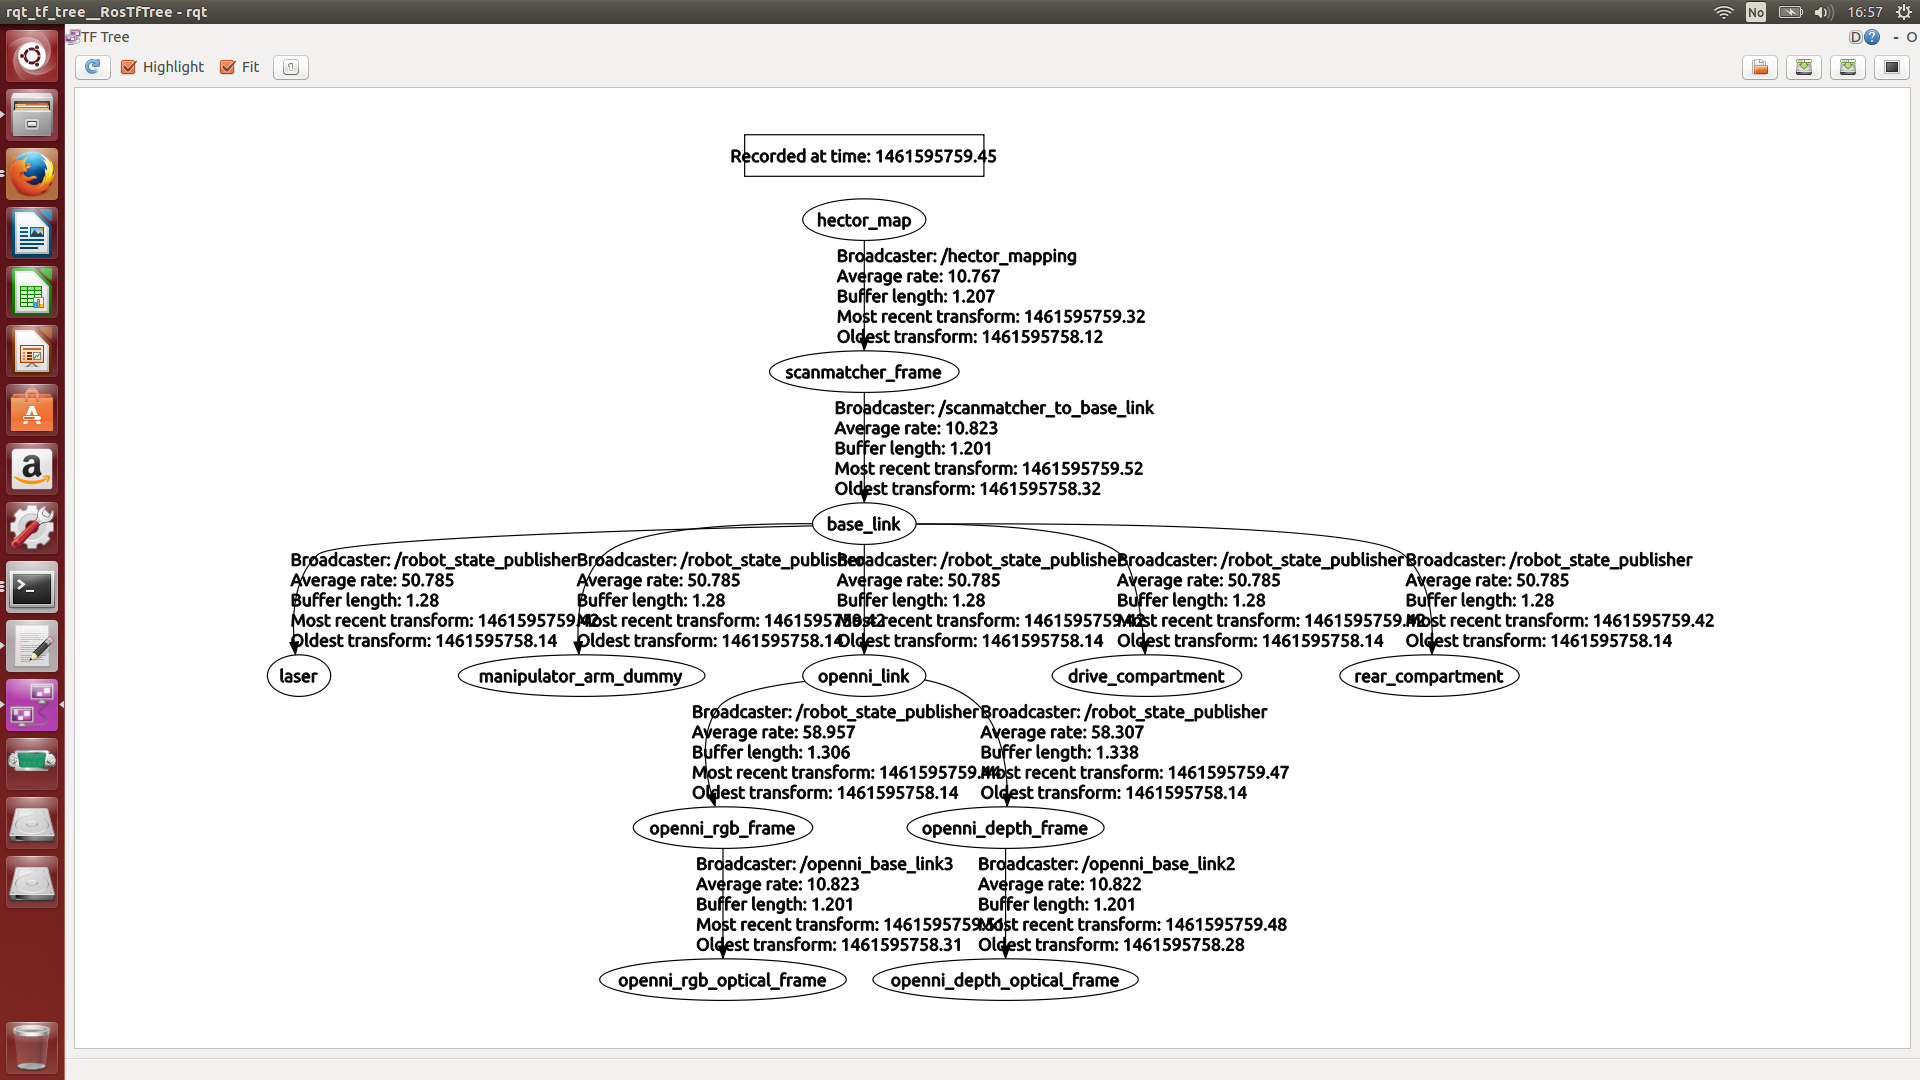 rqt_tf_tree__RosTfTree - rqt
No
16:57
TF Tree
D
- O
Highlight
Fit
Recorded at time: 1461595759.45
hector_map
Broadcaster: /hector_mapping
Average rate: 10.767
Buffer length: 1.207
Most recent transform: 1461595759.32
Oldest transform: 1461595758.12
scanmatcher_frame
Broadcaster: /scanmatcher_to_base_link
Average rate: 10.823
Buffer length: 1.201
Most recent transform: 1461595759.52
Oldest transform: 1461595758.32
base_link
Broadcaster: /robot_state_publisher
Average rate: 50.785
Buffer length: 1.28
Most recent transform: 1461595759.42
Oldest transform: 1461595758.14
laser
Broadcaster: /robot_state_publisher
Average rate: 50.785
Buffer length: 1.28
Most recent transform: 1461595759.42
Oldest transform: 1461595758.14
manipulator_arm_dummy
Broadcaster: /robot_state_publisher
Average rate: 50.785
Buffer length: 1.28
Most recent transform: 1461595759.42
Oldest transform: 1461595758.14
openni_link
Broadcaster: /robot_state_publisher
Average rate: 50.785
Buffer length: 1.28
Most recent transform: 1461595759.42
Oldest transform: 1461595758.14
drive_compartment
Broadcaster: /robot_state_publisher
Average rate: 50.785
Buffer length: 1.28
Most recent transform: 1461595759.42
Oldest transform: 1461595758.14
rear_compartment
Broadcaster: /robot_state_publisher
Average rate: 58.957
Buffer length: 1.306
Most recent transform: 1461595759.44
Oldest transform: 1461595758.14
openni_rgb_frame
Broadcaster: /robot_state_publisher
Average rate: 58.307
Buffer length: 1.338
Most recent transform: 1461595759.47
Oldest transform: 1461595758.14
openni_depth_frame
Broadcaster: /openni_base_link3
Average rate: 10.823
Buffer length: 1.201
Most recent transform: 1461595759.51
Oldest transform: 1461595758.31
openni_rgb_optical_frame
Broadcaster: /openni_base_link2
Average rate: 10.822
Buffer length: 1.201
Most recent transform: 1461595759.48
Oldest transform: 1461595758.28
openni_depth_optical_frame